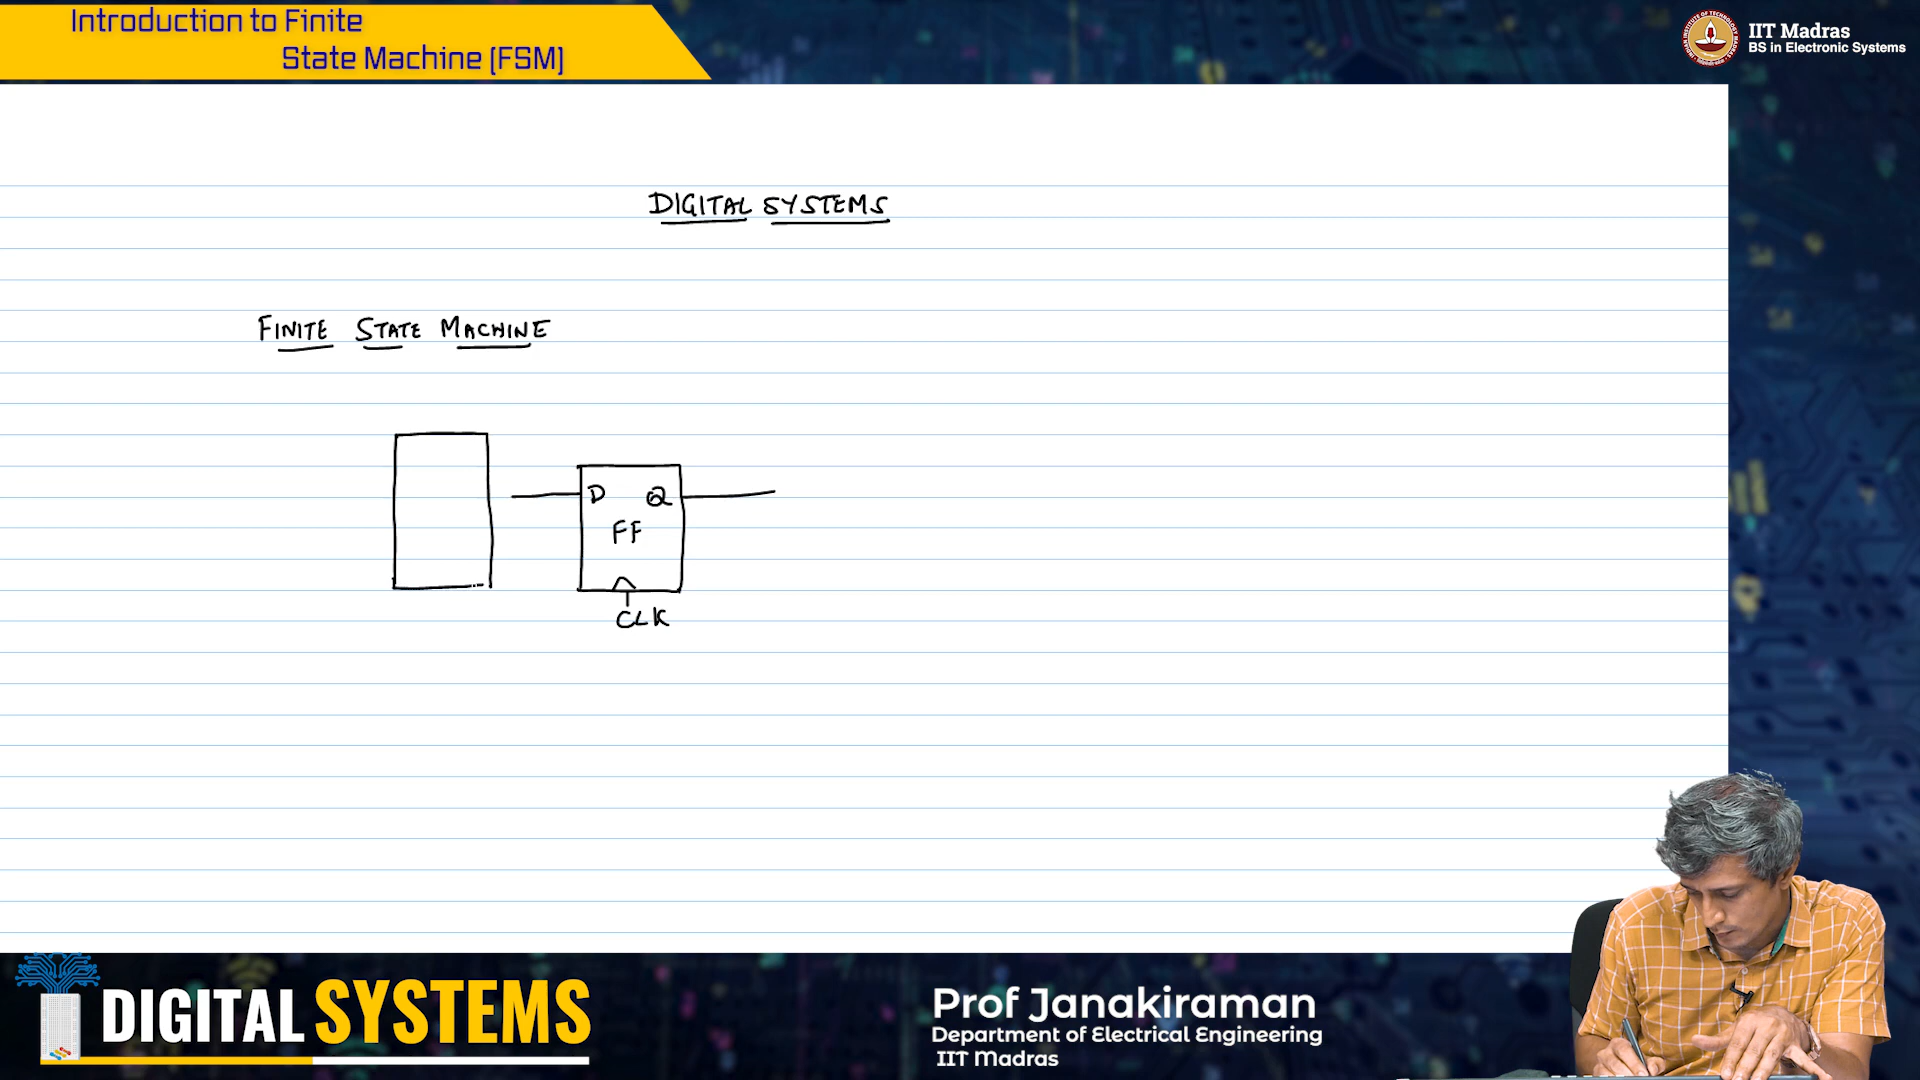 Introduction to Finite
State Machine (FSM)
IIT Madras
BS in Electronic Systems
DIGITAL SYSTEMS
FINITE STATE MACHINE
D Q
FF
CLK
DIGITAL SYSTEMS
Prof Janakiraman
Department of Electrical Engineering
IIT Madras